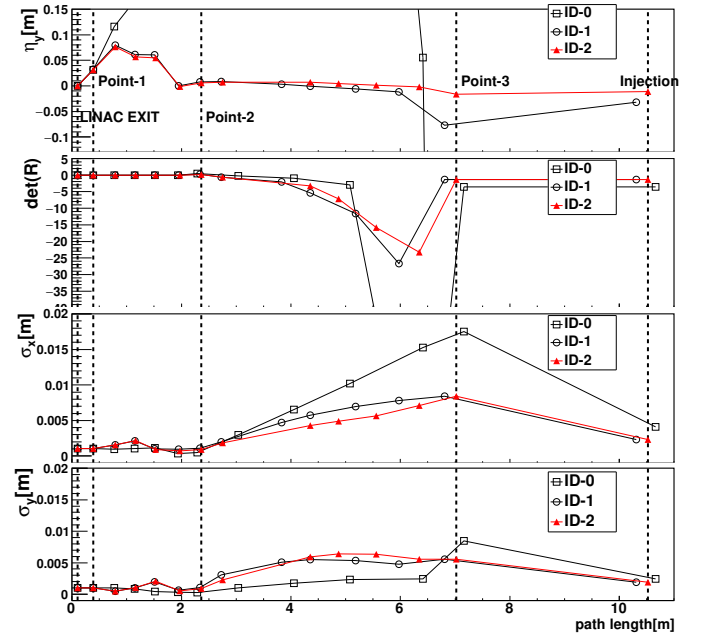 η_y [m]
0.15
0.1
0.05
0
−0.05
−0.1
ID-0
ID-1
ID-2
Point-1
Point-3
Injection
LINAC EXIT
Point-2
det(R)
5
0
−5
−10
−15
−20
−25
−30
−35
ID-0
ID-1
ID-2
σ_x[m]
0.02
0.015
0.01
0.005
0
ID-0
ID-1
ID-2
σ_y[m]
0.02
0.015
0.01
0.005
0
ID-0
ID-1
ID-2
0 2 4 6 8 10
path length[m]